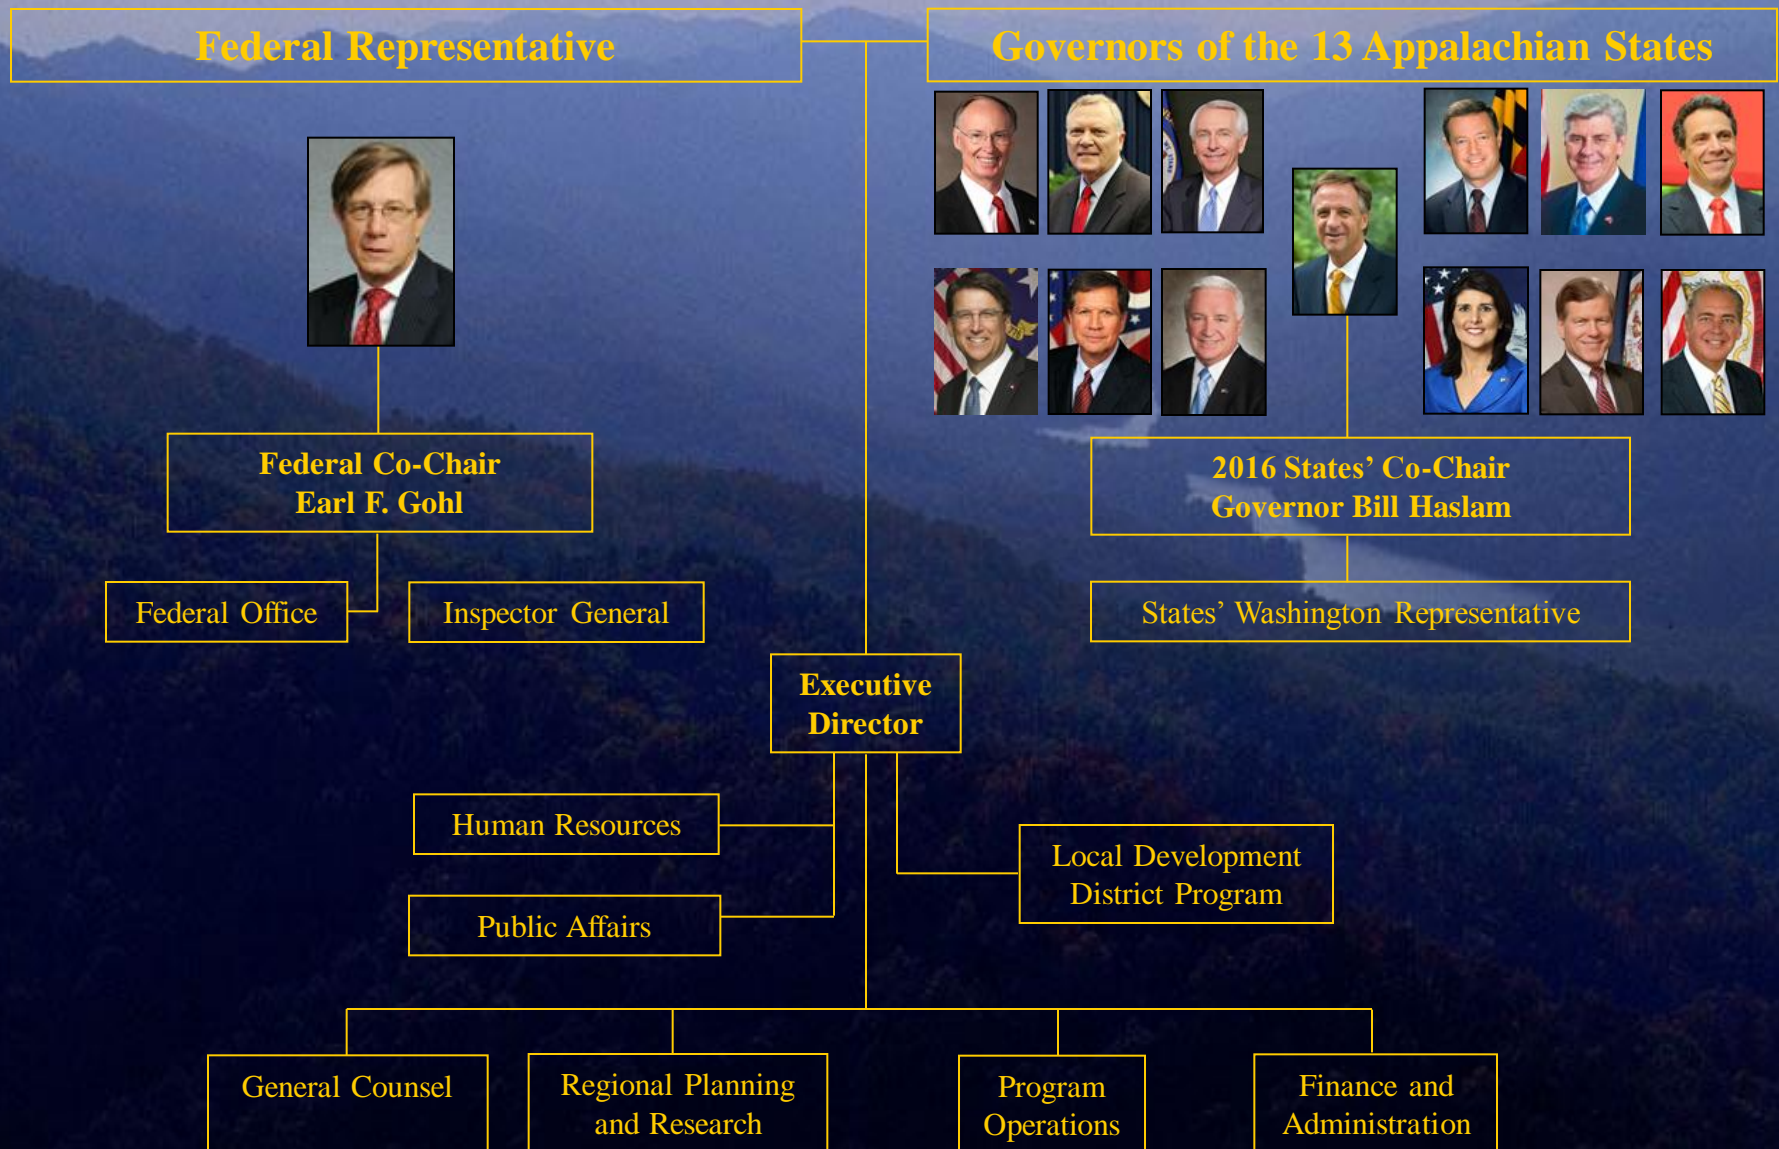 Federal Representative
Governors of the 13 Appalachian States
Federal Co-Chair
Earl F. Gohl
2016 States’ Co-Chair
Governor Bill Haslam
Federal Office
Inspector General
States’ Washington Representative
Executive
Director
Human Resources
Local Development
District Program
Public Affairs
General Counsel
Regional Planning
and Research
Program
Operations
Finance and
Administration